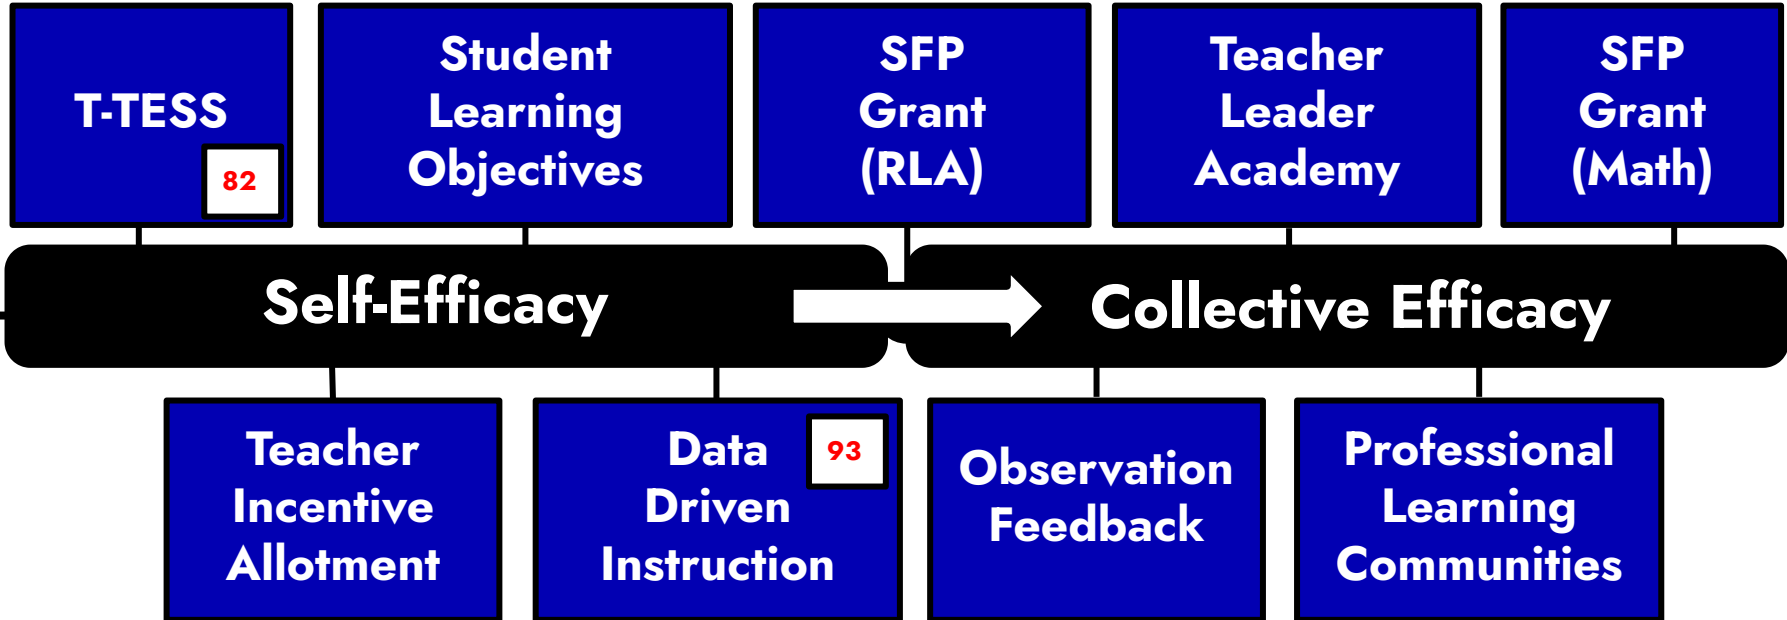 T-TESS
82
Student
Learning
Objectives
SFP
Grant
(RLA)
Teacher
Leader
Academy
SFP
Grant
(Math)
Self-Efficacy
Collective Efficacy
Teacher
Incentive
Allotment
Data
Driven
Instruction
93
Observation
Feedback
Professional
Learning
Communities